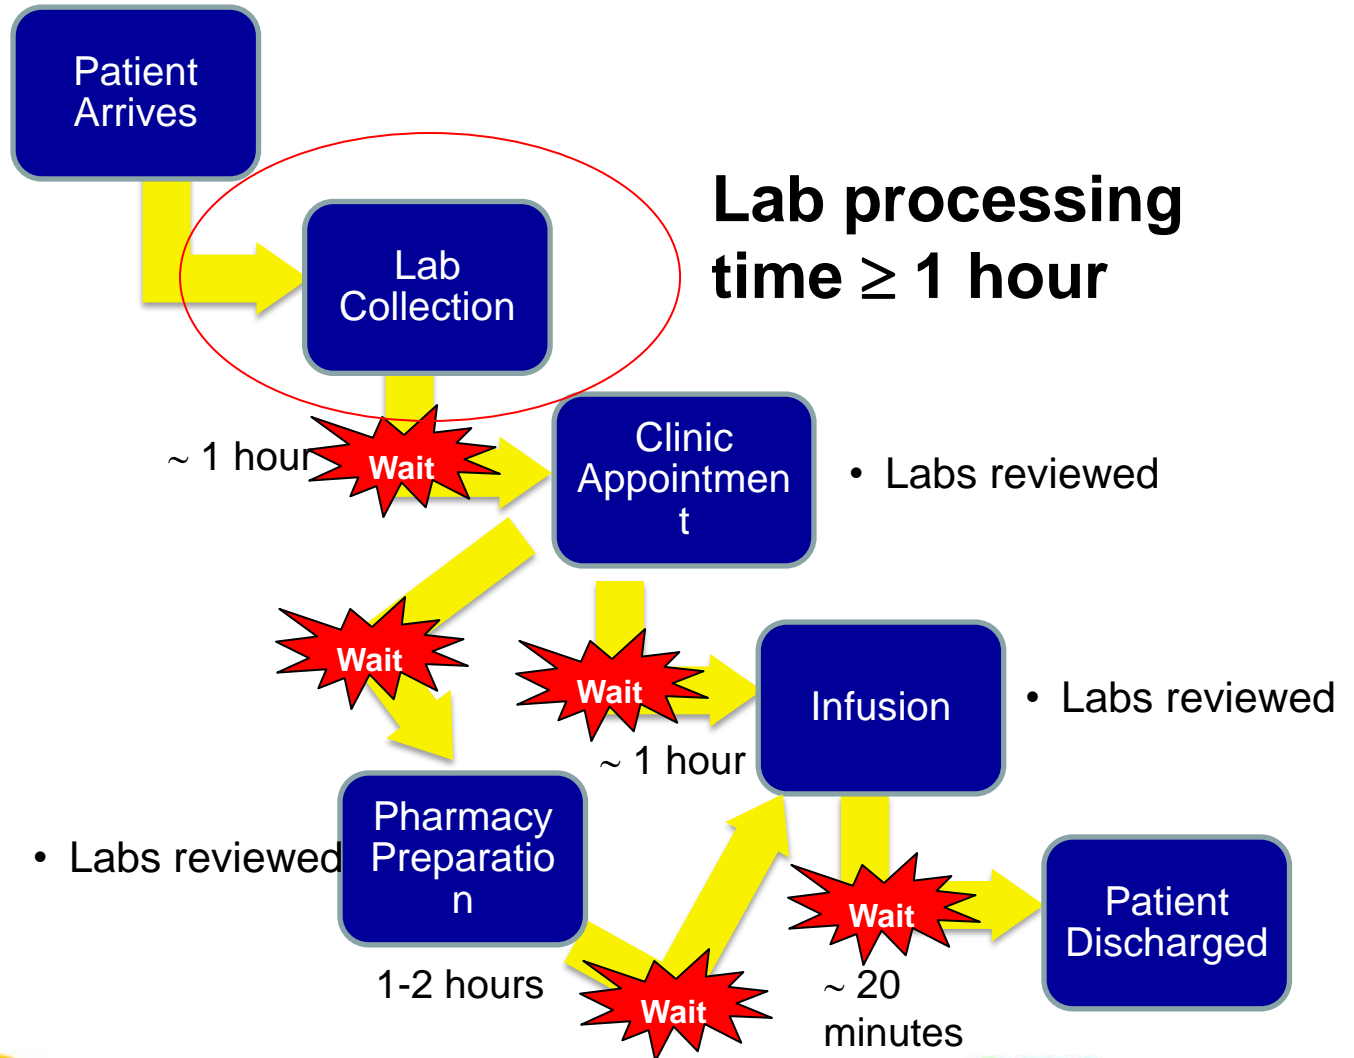 Patient
Arrives
Lab processing
time ≥ 1 hour
Lab
Collection
~ 1 hour
Wait
Clinic
Appointmen
t
• Labs reviewed
Wait
Wait
~ 1 hour
Infusion
• Labs reviewed
• Labs reviewed
Pharmacy
Preparatio
n
1-2 hours
Wait
Wait
~ 20
minutes
Patient
Discharged